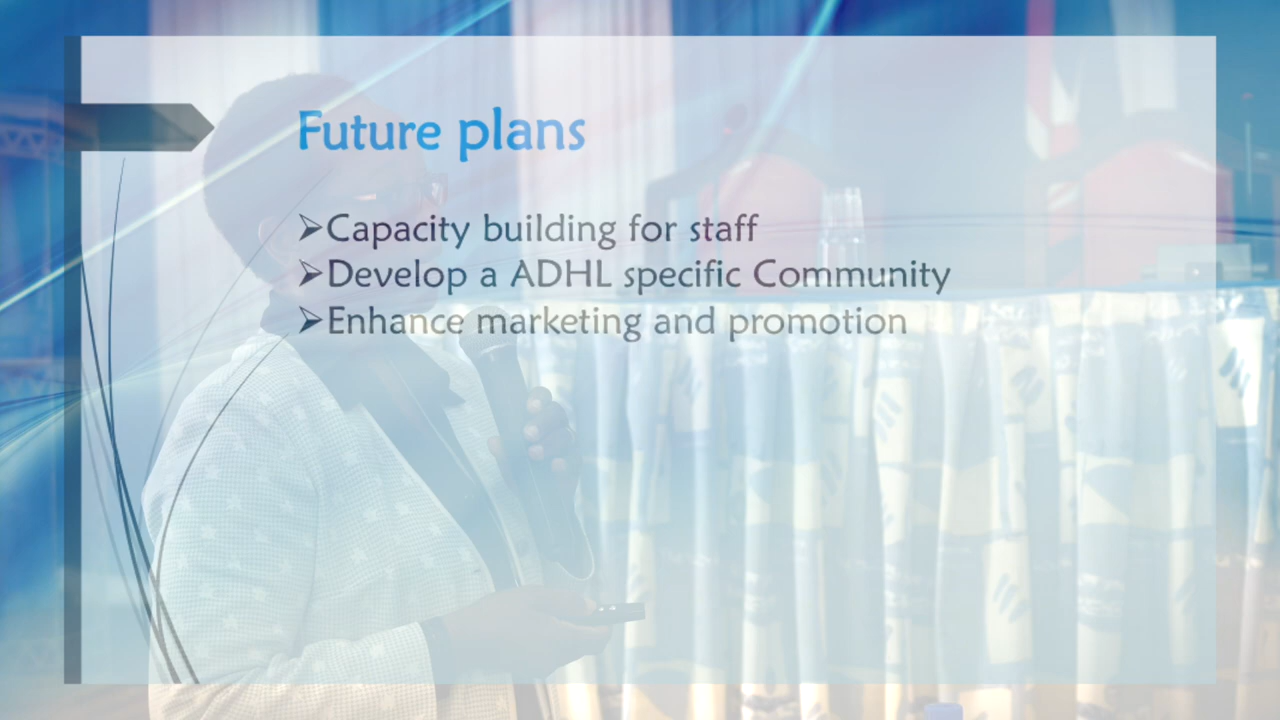 Future plans
➢Capacity building for staff
➢Develop a ADHL specific Community
➢Enhance marketing and promotion